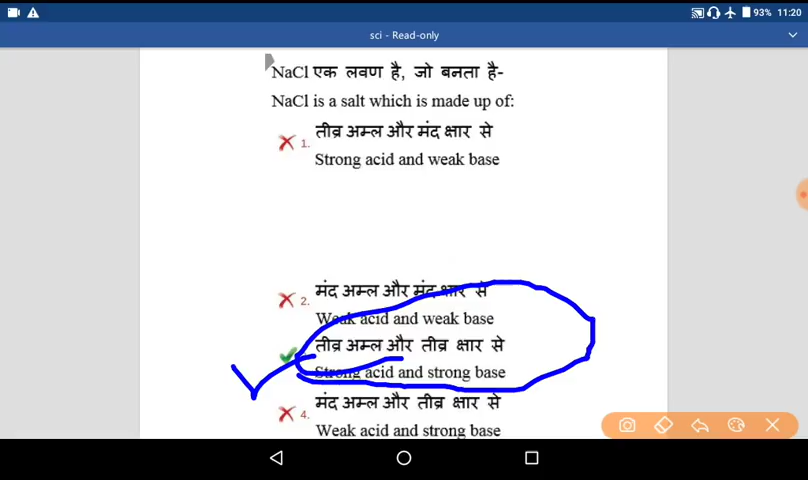 93% 11:20
sci - Read-only
NaCl एक लवण है, जो बनता है-
NaCl is a salt which is made up of:
तीव्र अम्ल और मंद क्षार से
1.
Strong acid and weak base
मंद अम्ल और मंद क्षार से
2.
Weak acid and weak base
तीव्र अम्ल और तीव्र क्षार से
Strong acid and strong base
मंद अम्ल और तीव्र क्षार से
4.
Weak acid and strong base